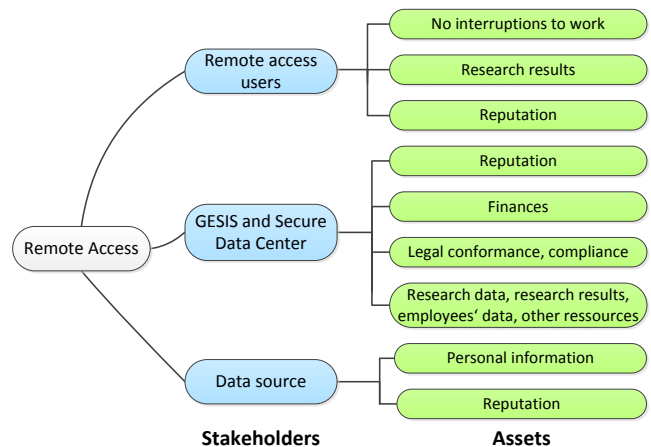 Remote Access
Remote access
users
No interruptions to work
Research results
Reputation
GESIS and Secure
Data Center
Reputation
Finances
Legal conformance, compliance
Research data, research results,
employees‘ data, other ressources
Data source
Personal information
Reputation
Stakeholders
Assets